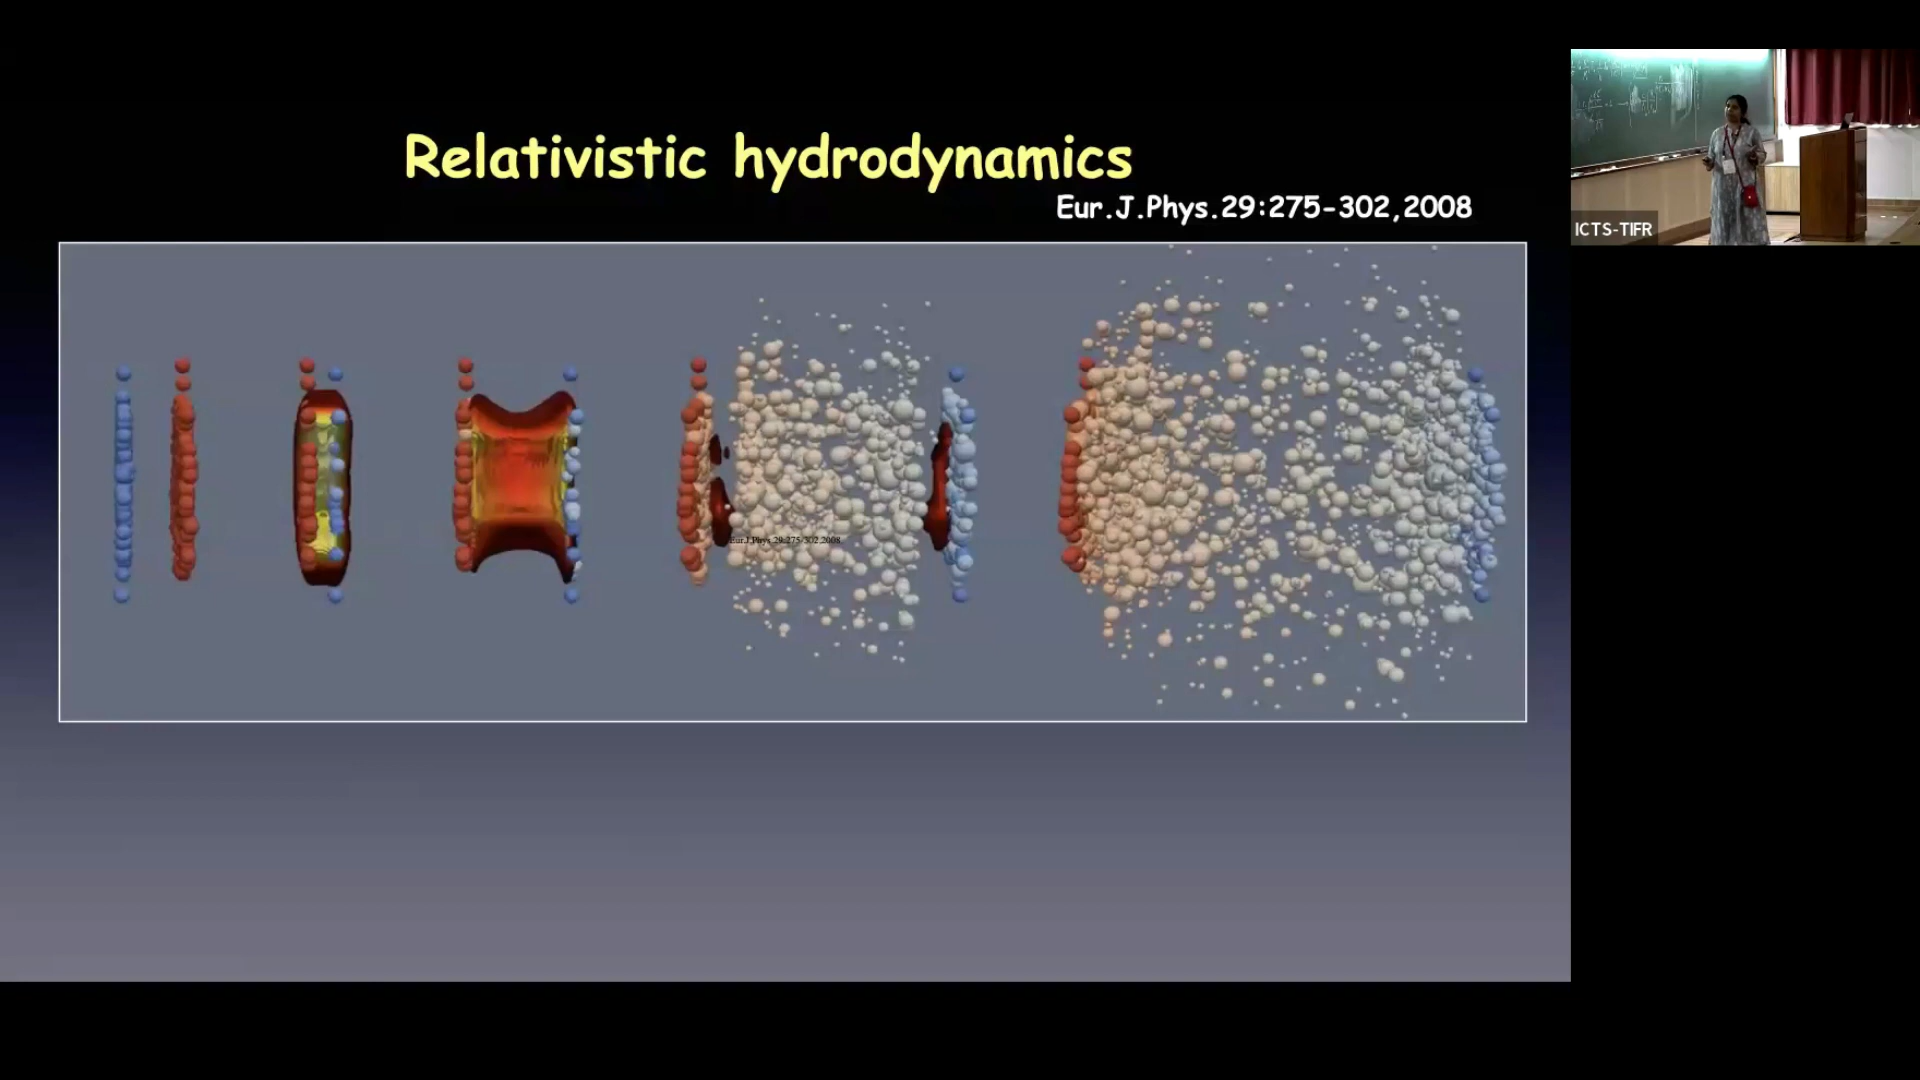 Relativistic hydrodynamics
Eur.J.Phys.29:275-302,2008
Eur.J.Phys.29:275-302,2008
ICTS-TIFR